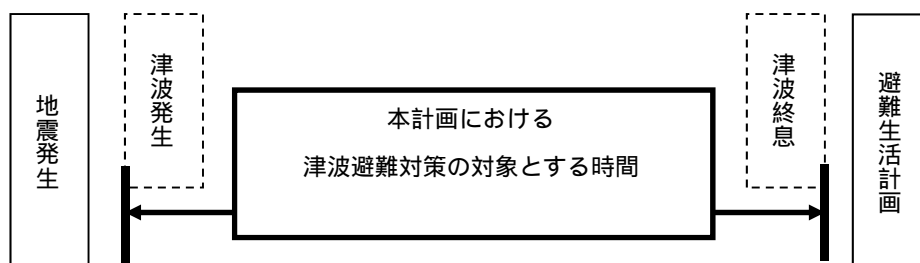 地震発生
津波発生
本計画における
津波避難対策の対象とする時間
津波終息
避難生活計画